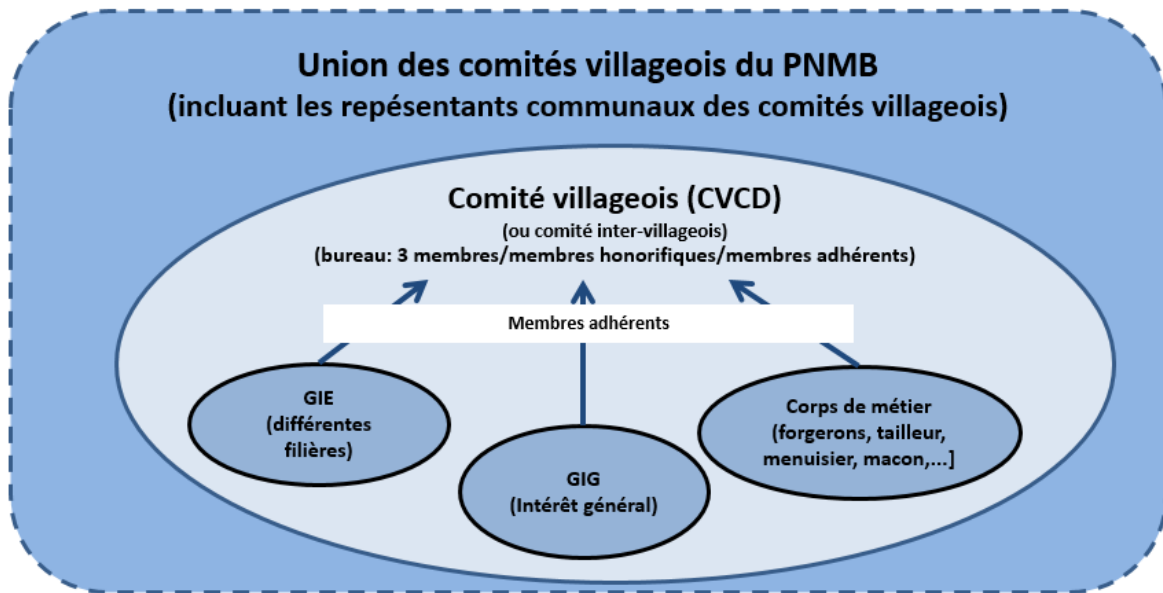 Union des comités villageois du PNMB
(incluant les repésentants communaux des comités villageois)
Comité villageois (CVCD)
(ou comité inter-villageois)
(bureau: 3 membres/membres honorifiques/membres adhérents)
Membres adhérents
GIE
(différentes
filières)
GIG
(Intérêt général)
Corps de métier
(forgerons, tailleur,
menuisier, macon,...]